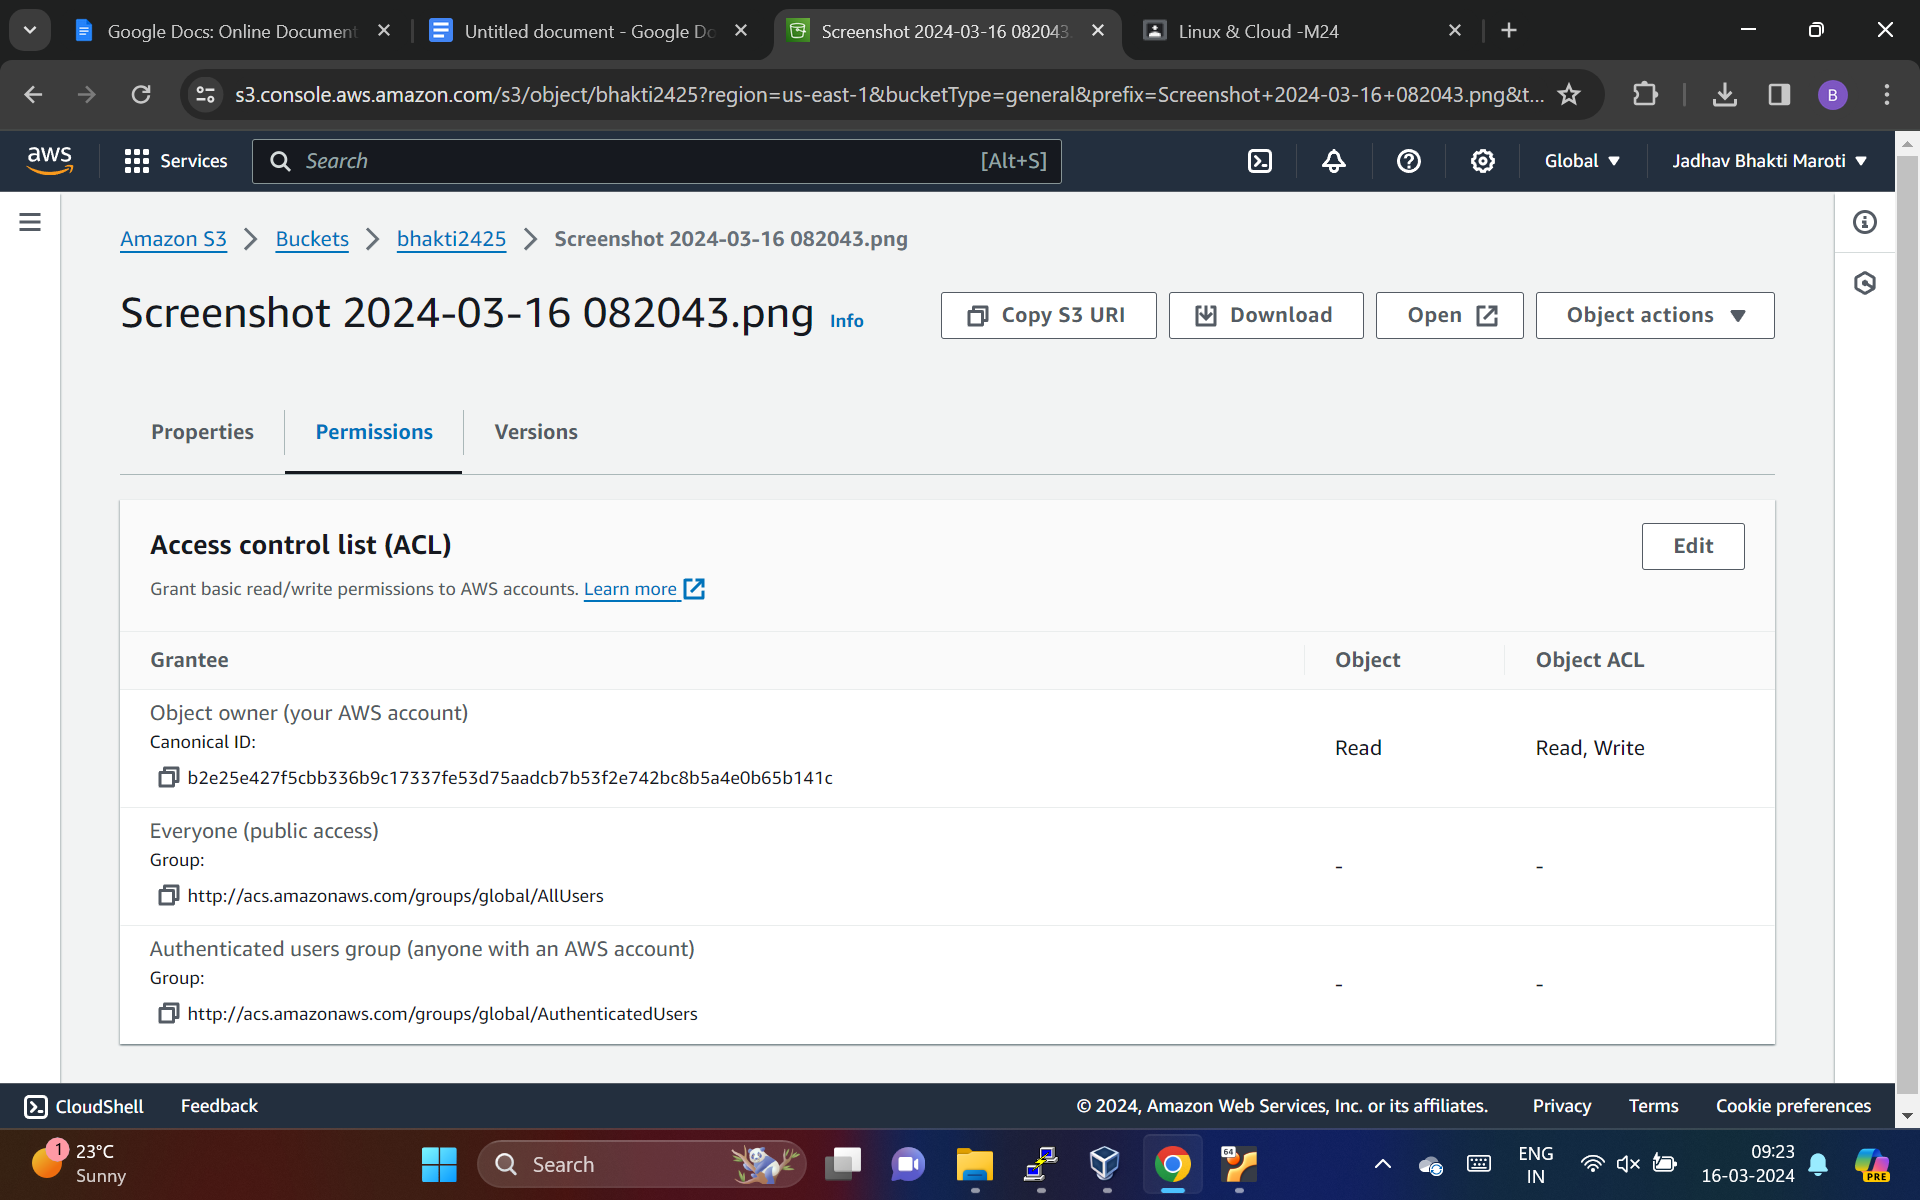 Google Docs: Online Document
Untitled document - Google Do
Screenshot 2024-03-16 082043.
Linux & Cloud -M24
s3.console.aws.amazon.com/s3/object/bhakti2425?region=us-east-1&bucketType=general&prefix=Screenshot+2024-03-16+082043.png&t...
B
aws
Services
Search
[Alt+S]
Global
Jadhav Bhakti Maroti
Amazon S3 > Buckets > bhakti2425 > Screenshot 2024-03-16 082043.png
Screenshot 2024-03-16 082043.png Info
Copy S3 URI
Download
Open
Object actions
Properties
Permissions
Versions
Access control list (ACL)
Edit
Grant basic read/write permissions to AWS accounts. Learn more
Grantee
Object
Object ACL
Object owner (your AWS account)
Canonical ID:
b2e25e427f5cbb336b9c17337fe53d75aadcb7b53f2e742bc8b5a4e0b65b141c
Read
Read, Write
Everyone (public access)
Group:
http://acs.amazonaws.com/groups/global/AllUsers
-
-
Authenticated users group (anyone with an AWS account)
Group:
http://acs.amazonaws.com/groups/global/AuthenticatedUsers
-
-
CloudShell
Feedback
© 2024, Amazon Web Services, Inc. or its affiliates.
Privacy
Terms
Cookie preferences
1
23°C
Sunny
Search
64
ENG
IN
09:23
16-03-2024
PRE